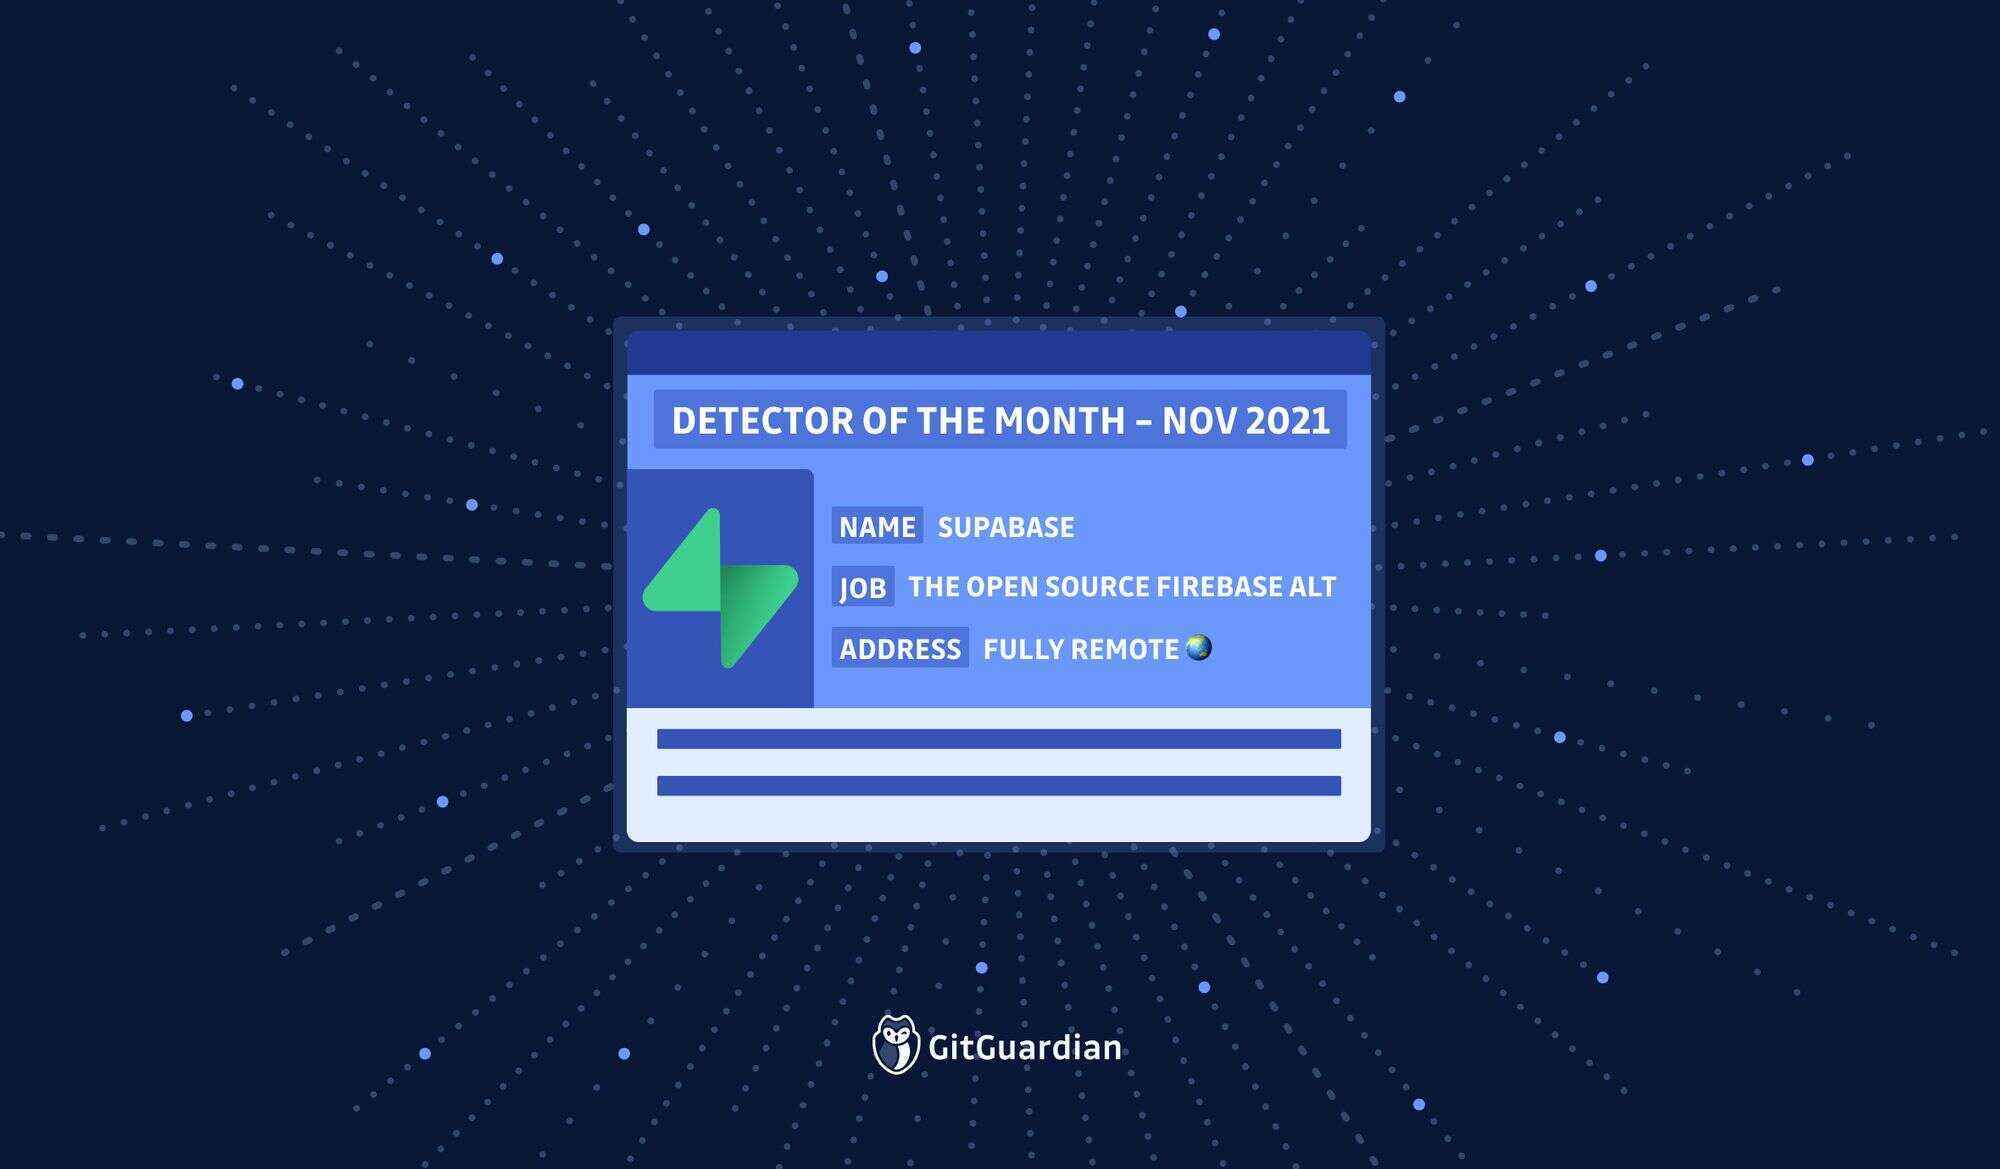 DETECTOR OF THE MONTH – NOV 2021
NAME SUPABASE
JOB THE OPEN SOURCE FIREBASE ALT
ADDRESS FULLY REMOTE 🌏
GitGuardian